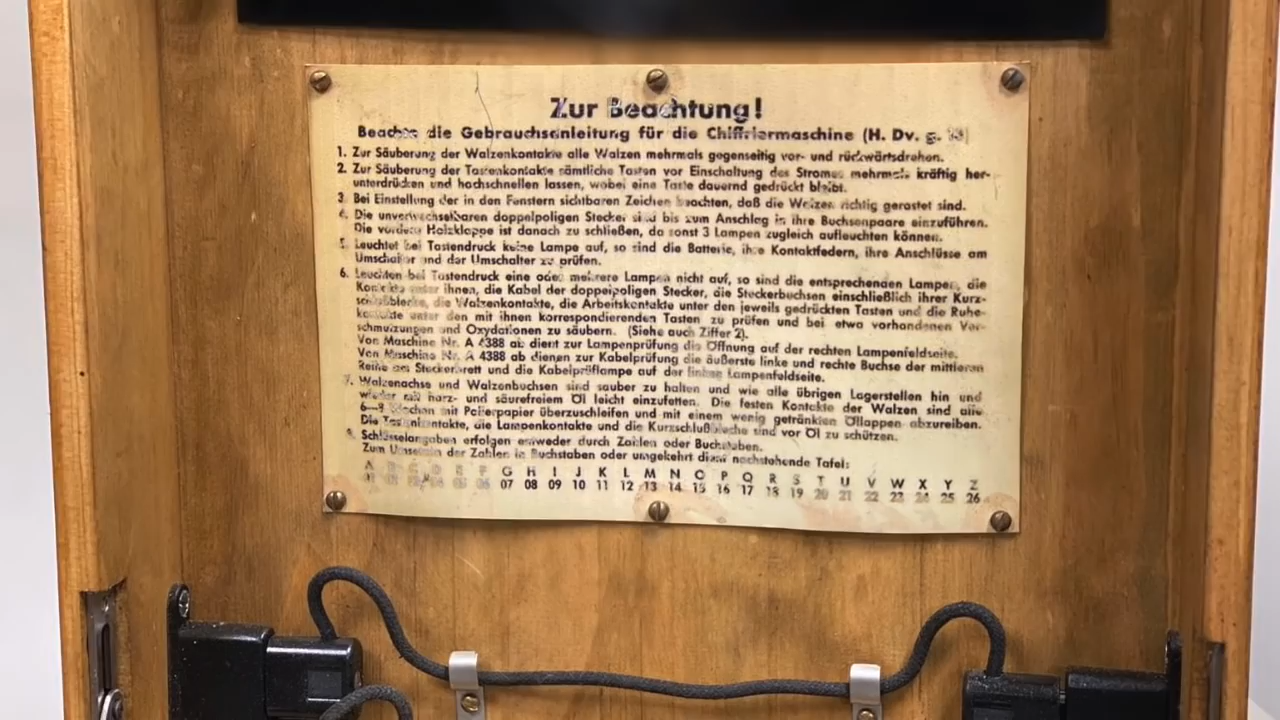 Zur Beachtung!
Beachte die Gebrauchsanleitung für die Chiffriermaschine (H. Dv. g. 13)
1. Zur Säuberung der Walzenkontakte alle Walzen mehrmals gegenseitig vor- und rückwärtsdrehen.
2. Zur Säuberung der Tastenkontakte sämtliche Tasten vor Einschaltung des Stromes mehrmals kräftig her-
unterdrücken und hochschnellen lassen, wobei eine Taste dauernd gedrückt bleibt.
3. Bei Einstellung der in den Fenstern sichtbaren Zeichen beachten, daß die Walzen richtig gerastet sind.
4. Die unverwechselbaren doppelpoligen Stecker sind bis zum Anschlag in ihre Buchsenpaare einzuführen.
Die vordere Holzklappe ist danach zu schließen, da sonst 3 Lampen zugleich aufleuchten können.
5. Leuchtet bei Tastendruck keine Lampe auf, so sind die Batterie, ihre Kontaktfedern, ihre Anschlüsse am
Umschalter und der Umschalter zu prüfen.
6. Leuchten bei Tastendruck eine oder mehrere Lampen nicht auf, so sind die entsprechenden Lampen, die
Kontakte unter ihnen, die Kabel der doppelpoligen Stecker, die Steckerbuchsen einschließlich ihrer Kurz-
schlußbleche, die Walzenkontakte, die Arbeitskontakte unter den jeweils gedrückten Tasten und die Ruhe-
kontakte unter den mit ihnen korrespondierenden Tasten zu prüfen und bei etwa vorhandenen Ver-
schmutzungen und Oxydationen zu säubern. (Siehe auch Ziffer 2).
Von Maschine Nr. A 4388 ab dient zur Lampenprüfung die Öffnung auf der rechten Lampenfeldseite.
Von Maschine Nr. A 4388 ab dienen zur Kabelprüfung die äußerste linke und rechte Buchse der mittleren
Reihe am Steckerbrett und die Kabelprüflampe auf der linken Lampenfeldseite.
7. Walzenachse und Walzenbuchsen sind sauber zu halten und wie alle übrigen Lagerstellen hin und
wieder mit harz- und säurefreiem Öl leicht einzufetten. Die festen Kontakte der Walzen sind alle
6—8 Wochen mit Polierpapier überzuschleifen und mit einem wenig getränkten Öllappen abzureiben.
Die Tastenkontakte, die Lampenkontakte und die Kurzschlußbleche sind vor Öl zu schützen.
Schlüsselangaben erfolgen entweder durch Zahlen oder Buchstaben.
Zum Umsetzen der Zahlen in Buchstaben oder umgekehrt dient nachstehende Tafel:
A B C D E F G H I J K L M N O P Q R S T U V W X Y Z
01 02 03 04 05 06 07 08 09 10 11 12 13 14 15 16 17 18 19 20 21 22 23 24 25 26